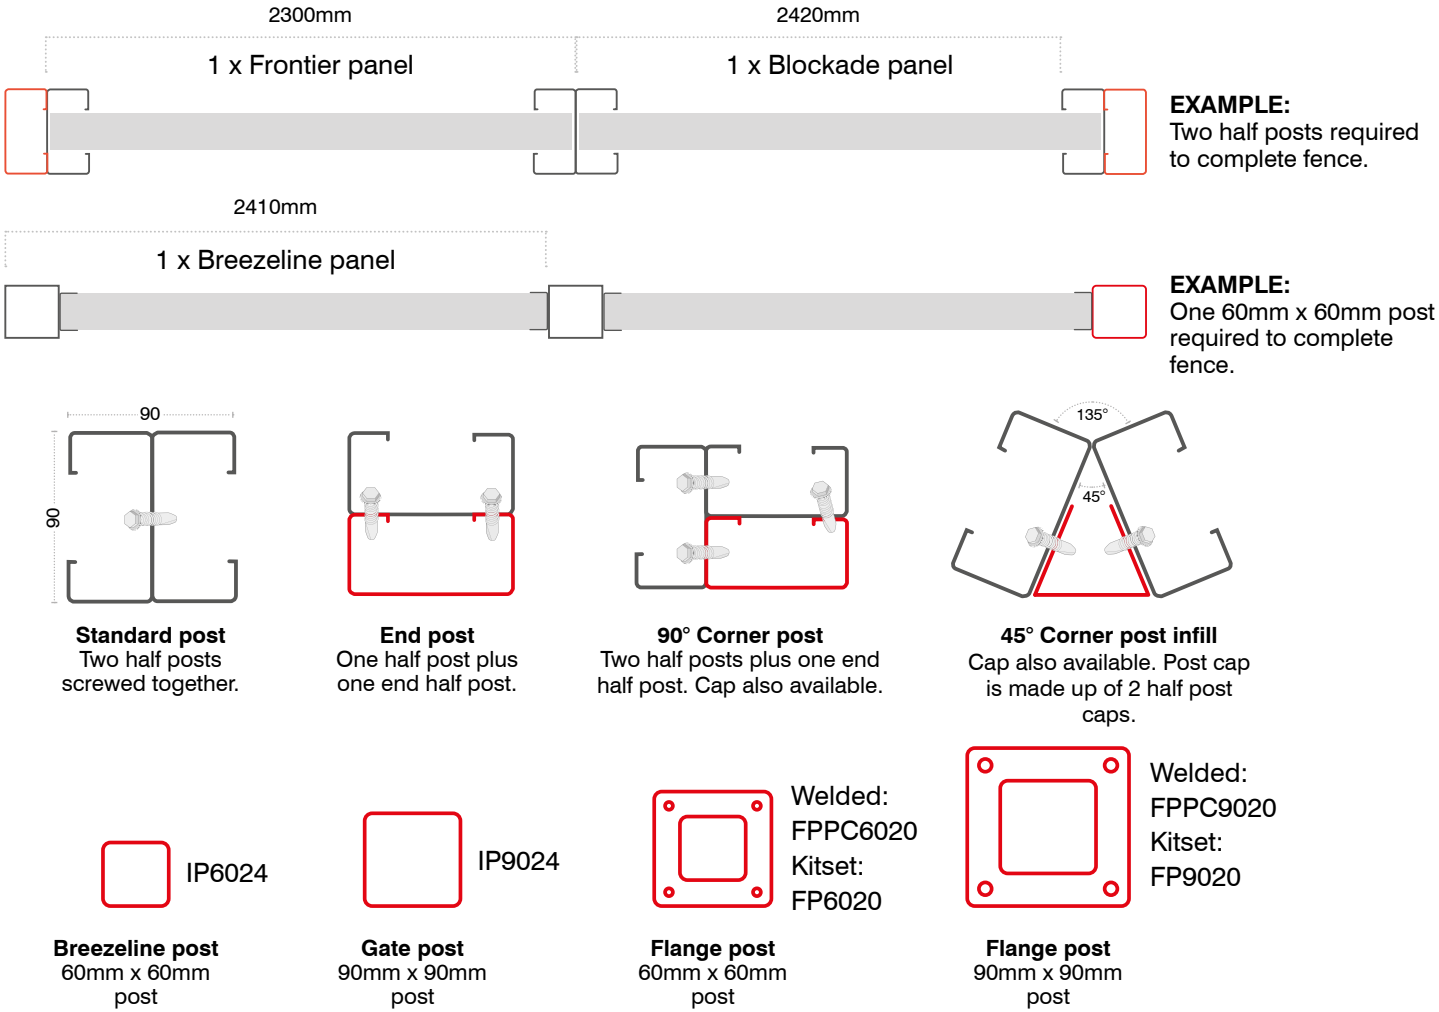 2300mm
2420mm
1 x Frontier panel
1 x Blockade panel
EXAMPLE:
Two half posts required
to complete fence.
2410mm
1 x Breezeline panel
EXAMPLE:
One 60mm x 60mm post
required to complete
fence.
90
90
135°
45°
Standard post
Two half posts
screwed together.
End post
One half post plus
one end half post.
90° Corner post
Two half posts plus one end
half post. Cap also available.
45° Corner post infill
Cap also available. Post cap
is made up of 2 half post
caps.
IP6024
Breezeline post
60mm x 60mm
post
IP9024
Gate post
90mm x 90mm
post
Welded:
FPPC6020
Kitset:
FP6020
Flange post
60mm x 60mm
post
Welded:
FPPC9020
Kitset:
FP9020
Flange post
90mm x 90mm
post